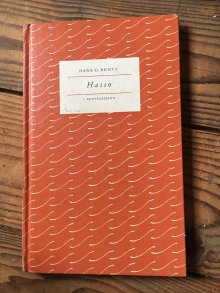 HANS G. BENTZ
Hasso
C. BERTELSMANN